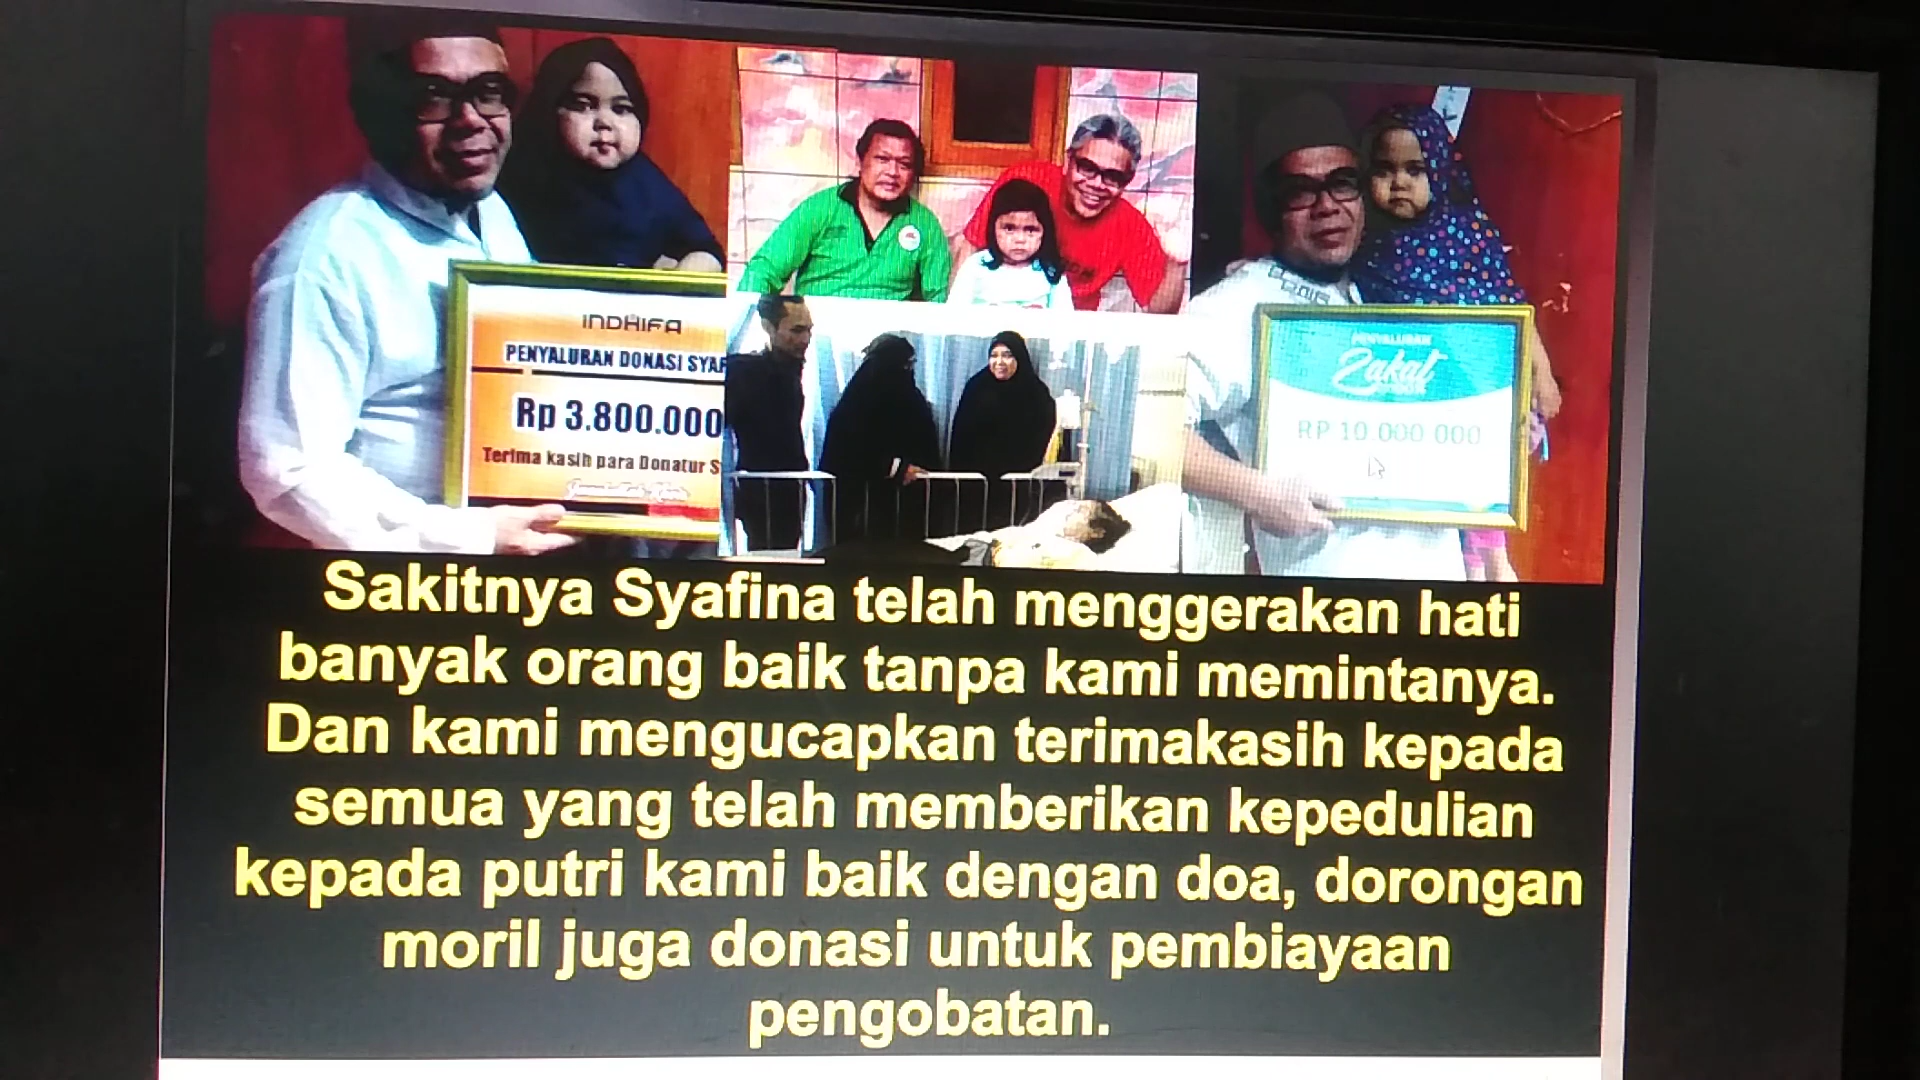 INDHIFA
PENYALURAN DONASI SYAF
Rp 3.800.000
Terima kasih para Donatur S
PENYALURAN
Zakat
RP 10.000.000
Sakitnya Syafina telah menggerakan hati
banyak orang baik tanpa kami memintanya.
Dan kami mengucapkan terimakasih kepada
semua yang telah memberikan kepedulian
kepada putri kami baik dengan doa, dorongan
moril juga donasi untuk pembiayaan
pengobatan.